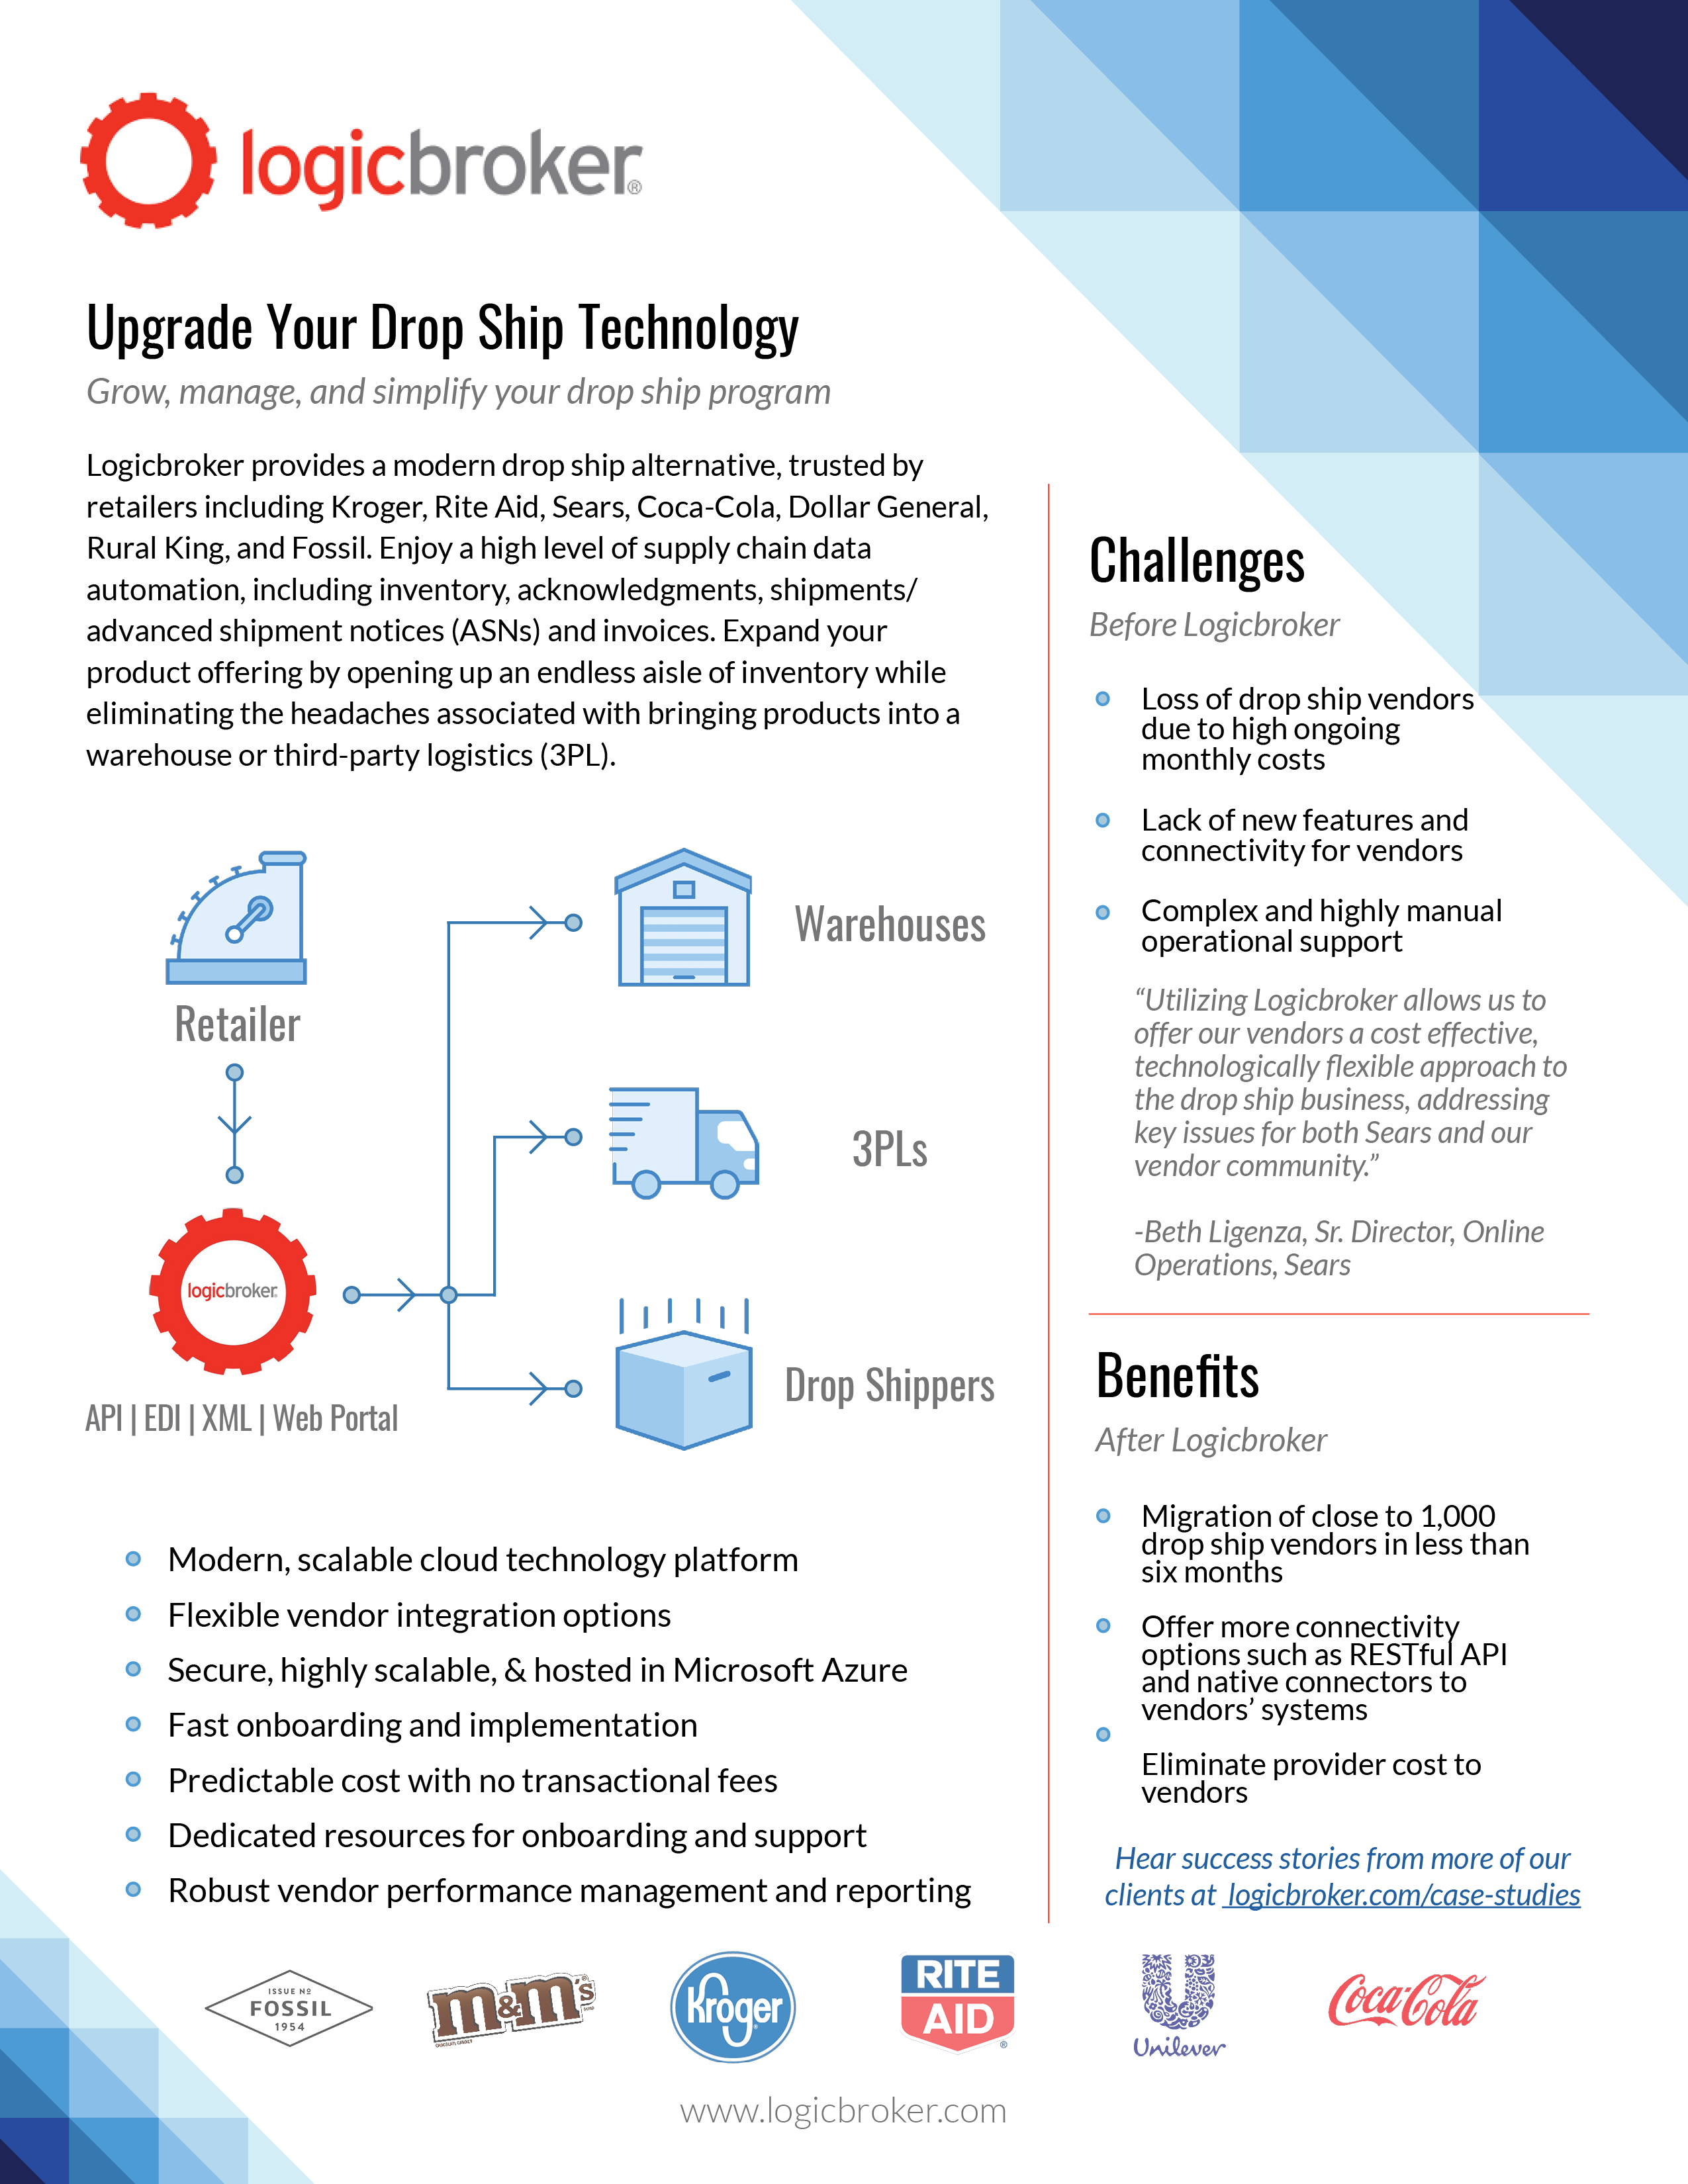 logicbroker®
Upgrade Your Drop Ship Technology
Grow, manage, and simplify your drop ship program
Logicbroker provides a modern drop ship alternative, trusted by
retailers including Kroger, Rite Aid, Sears, Coca-Cola, Dollar General,
Rural King, and Fossil. Enjoy a high level of supply chain data
automation, including inventory, acknowledgments, shipments/
advanced shipment notices (ASNs) and invoices. Expand your
product offering by opening up an endless aisle of inventory while
eliminating the headaches associated with bringing products into a
warehouse or third-party logistics (3PL).
Retailer
logicbroker
API | EDI | XML | Web Portal
Warehouses
3PLs
Drop Shippers
Modern, scalable cloud technology platform
Flexible vendor integration options
Secure, highly scalable, & hosted in Microsoft Azure
Fast onboarding and implementation
Predictable cost with no transactional fees
Dedicated resources for onboarding and support
Robust vendor performance management and reporting
Challenges
Before Logicbroker
Loss of drop ship vendors
due to high ongoing
monthly costs
Lack of new features and
connectivity for vendors
Complex and highly manual
operational support
“Utilizing Logicbroker allows us to
offer our vendors a cost effective,
technologically flexible approach to
the drop ship business, addressing
key issues for both Sears and our
vendor community.”
-Beth Ligenza, Sr. Director, Online
Operations, Sears
Benefits
After Logicbroker
Migration of close to 1,000
drop ship vendors in less than
six months
Offer more connectivity
options such as RESTful API
and native connectors to
vendors’ systems
Eliminate provider cost to
vendors
Hear success stories from more of our
clients at logicbroker.com/case-studies
ISSUE Nº
FOSSIL
1954
m&m's
Kroger
RITE
AID®
Unilever
Coca-Cola
www.logicbroker.com